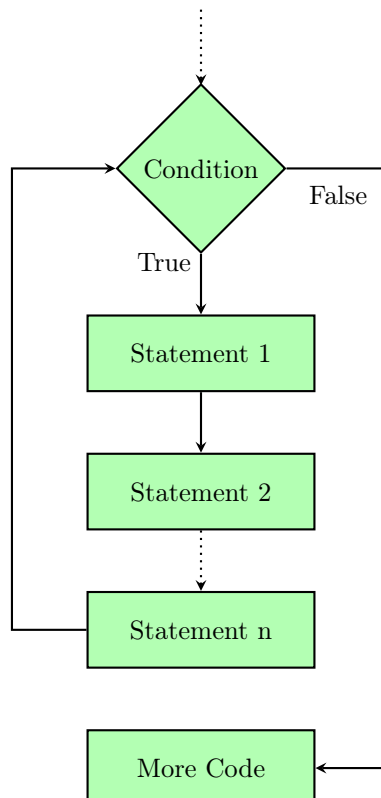 Condition
False
True
Statement 1
Statement 2
Statement n
More Code